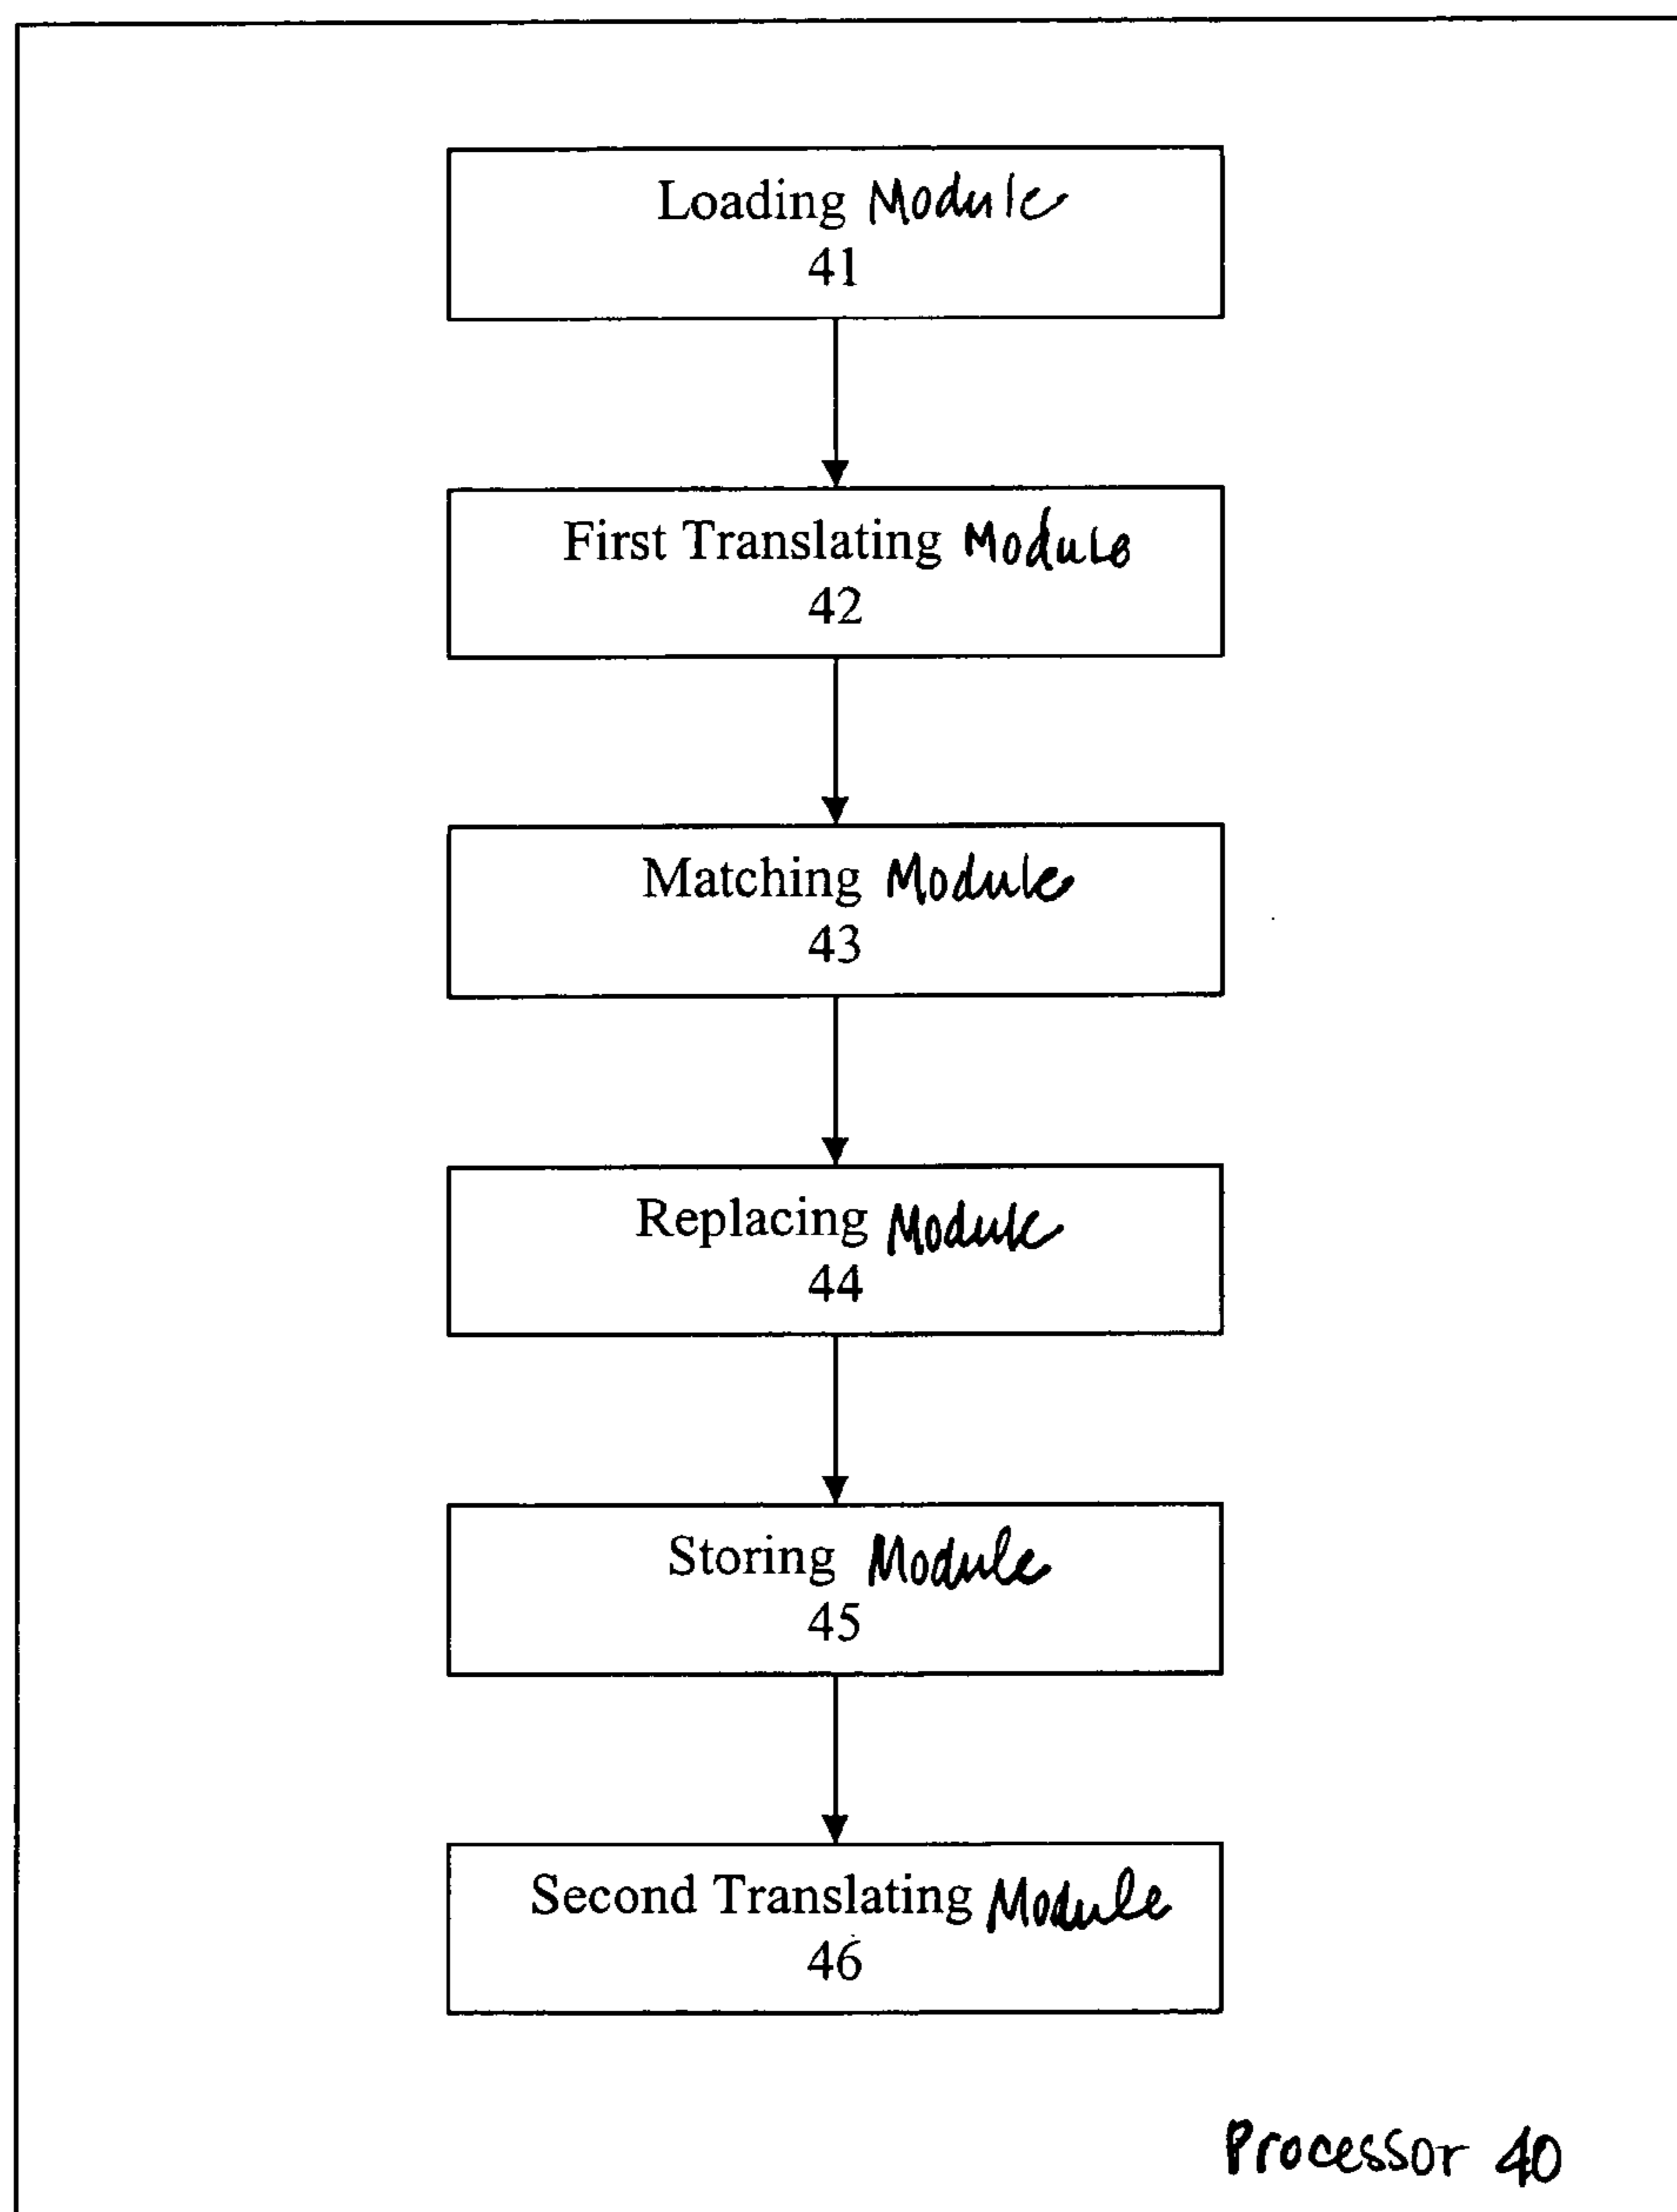 Loading Module
41
First Translating Module
42
Matching Module
43
Replacing Module
44
Storing Module
45
Second Translating Module
46
Processor 40